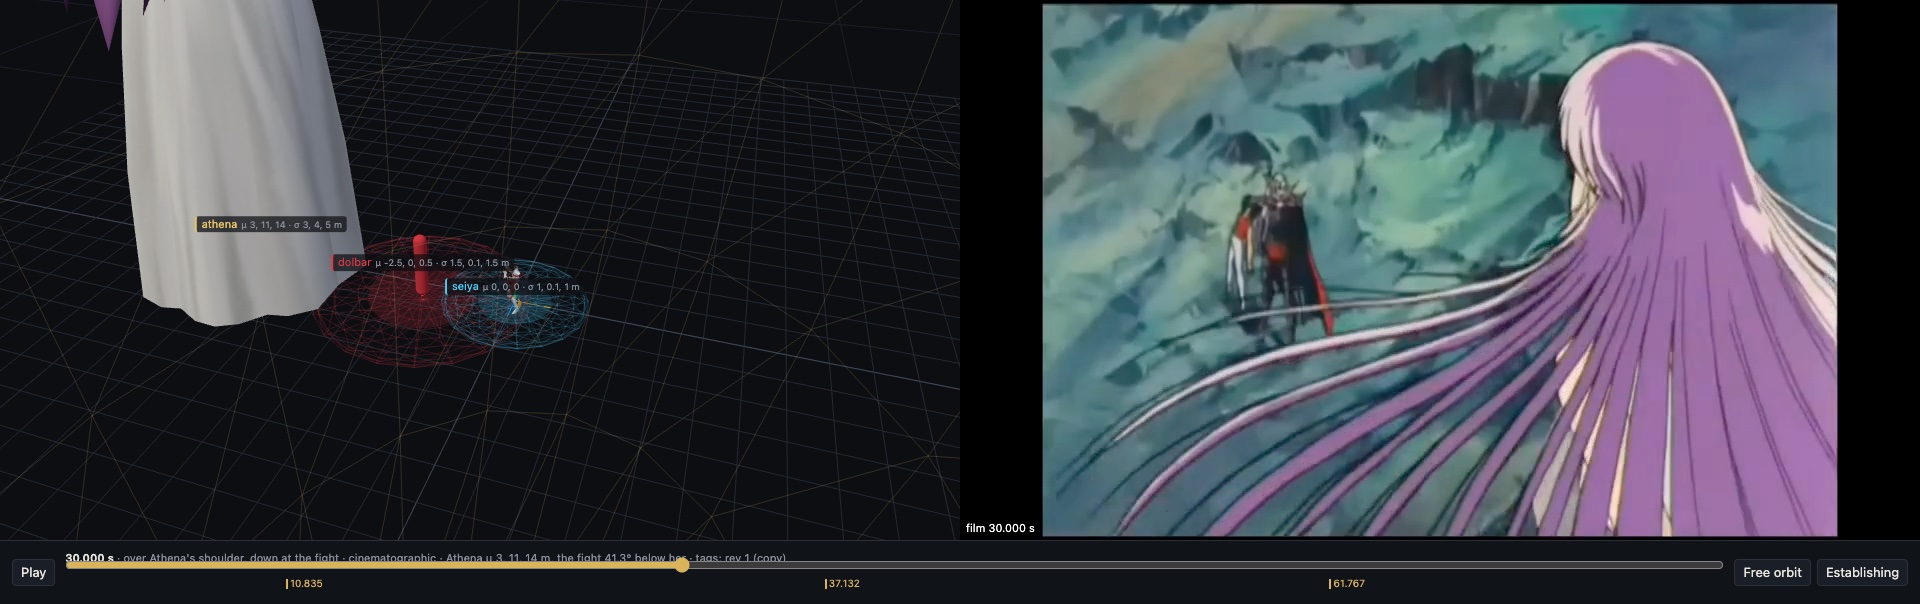 athena μ 3, 11, 14 · σ 3, 4, 5 m
dolbar μ -2.5, 0, 0.5 · σ 1.5, 0.1, 1.5 m
seiya μ 0, 0, 0 · σ 1, 0.1, 1 m
film 30.000 s
30.000 s · over Athena's shoulder, down at the fight · cinematographic · Athena μ 3, 11, 14 m, the fight 41.3° below her · tags: rev 1 (copy)
Play
10.835
37.132
61.767
Free orbit
Establishing